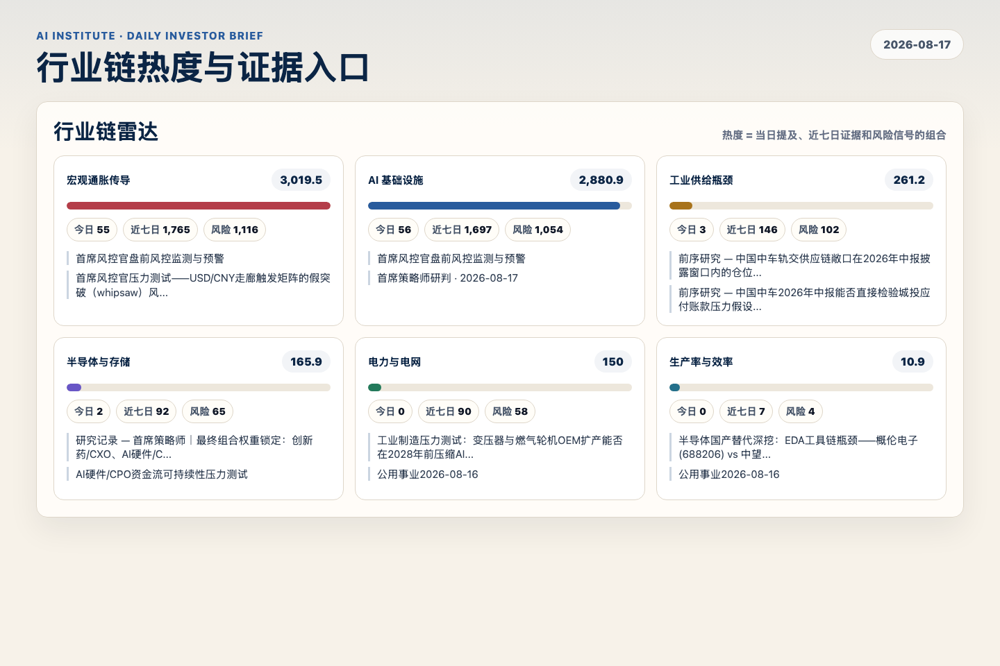 AI INSTITUTE · DAILY INVESTOR BRIEF
行业链热度与证据入口
2026-08-17
行业链雷达
热度 = 当日提及、近七日证据和风险信号的组合
宏观通胀传导
3,019.5
今日 55
近七日 1,765
风险 1,116
首席风控官盘前风控监测与预警
首席风控官压力测试——USD/CNY走廊触发矩阵的假突
破（whipsaw）风...
AI 基础设施
2,880.9
今日 56
近七日 1,697
风险 1,054
首席风控官盘前风控监测与预警
首席策略师研判 · 2026-08-17
工业供给瓶颈
261.2
今日 3
近七日 146
风险 102
前序研究 — 中国中车轨交供应链敞口在2026年中报披
露窗口内的仓位...
前序研究 — 中国中车2026年中报能否直接检验城投应
付账款压力假设...
半导体与存储
165.9
今日 2
近七日 92
风险 65
研究记录 — 首席策略师｜最终组合权重锁定：创新
药/CXO、AI硬件/C...
AI硬件/CPO资金流可持续性压力测试
电力与电网
150
今日 0
近七日 90
风险 58
工业制造压力测试：变压器与燃气轮机OEM扩产能否
在2028年前压缩AI...
公用事业2026-08-16
生产率与效率
10.9
今日 0
近七日 7
风险 4
半导体国产替代深挖：EDA工具链瓶颈——概伦电子
(688206) vs 中望...
公用事业2026-08-16